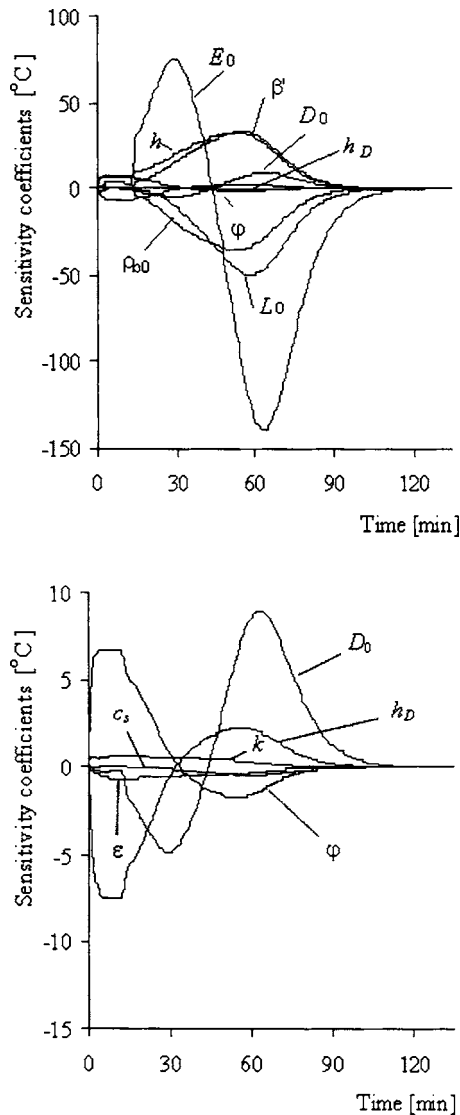 Sensitivity coefficients [°C]
100
50
0
-50
-100
-150
E0
β'
h
D0
hD
φ
ρb0
L0
0 30 60 90 120
Time [min]
Sensitivity coefficients [°C]
10
5
0
-5
-10
-15
D0
cs
hD
k
ε
φ
0 30 60 90 120
Time [min]